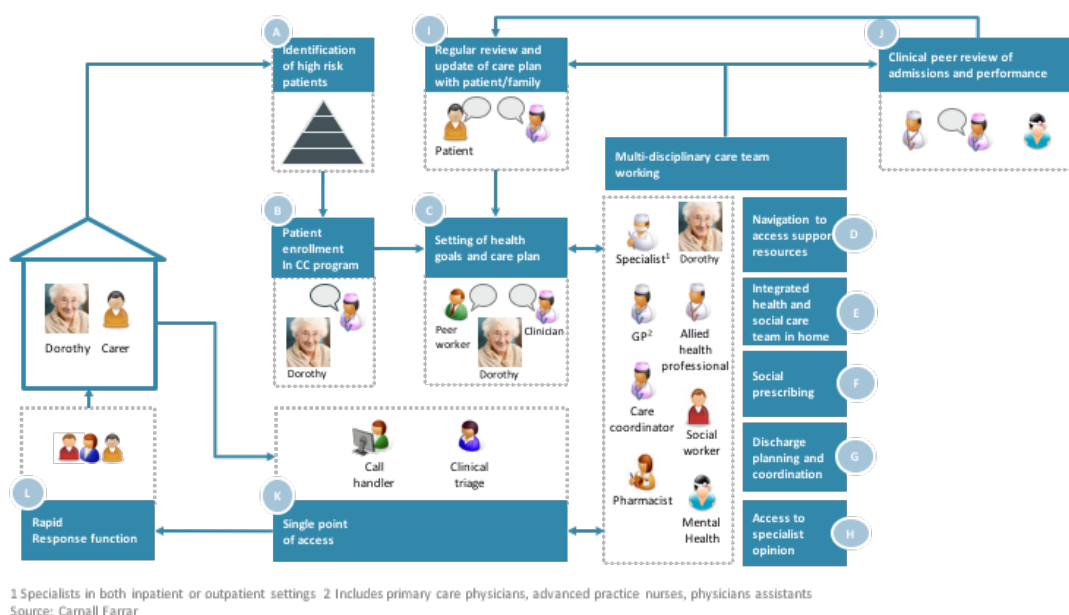 A
Identification
of high risk
patients
I
Regular review and
update of care plan
with patient/family
Patient
J
Clinical peer review of
admissions and performance
B
Patient
enrollment
In CC program
Dorothy
C
Setting of health
goals and care plan
Peer
worker
Clinician
Dorothy
Multi-disciplinary care team
working
Specialist1
Dorothy
GP2
Allied
health
professional
Care
coordinator
Social
worker
Pharmacist
Mental
Health
Navigation to
access support
resources
D
Integrated
health and
social care
team in home
E
Social
prescribing
F
Discharge
planning and
coordination
G
Access to
specialist
opinion
H
Dorothy
Carer
Call
handler
Clinical
triage
L
Rapid
Response function
K
Single point
of access
1 Specialists in both inpatient or outpatient settings 2 Includes primary care physicians, advanced practice nurses, physicians assistants
Source: Carnall Farrar